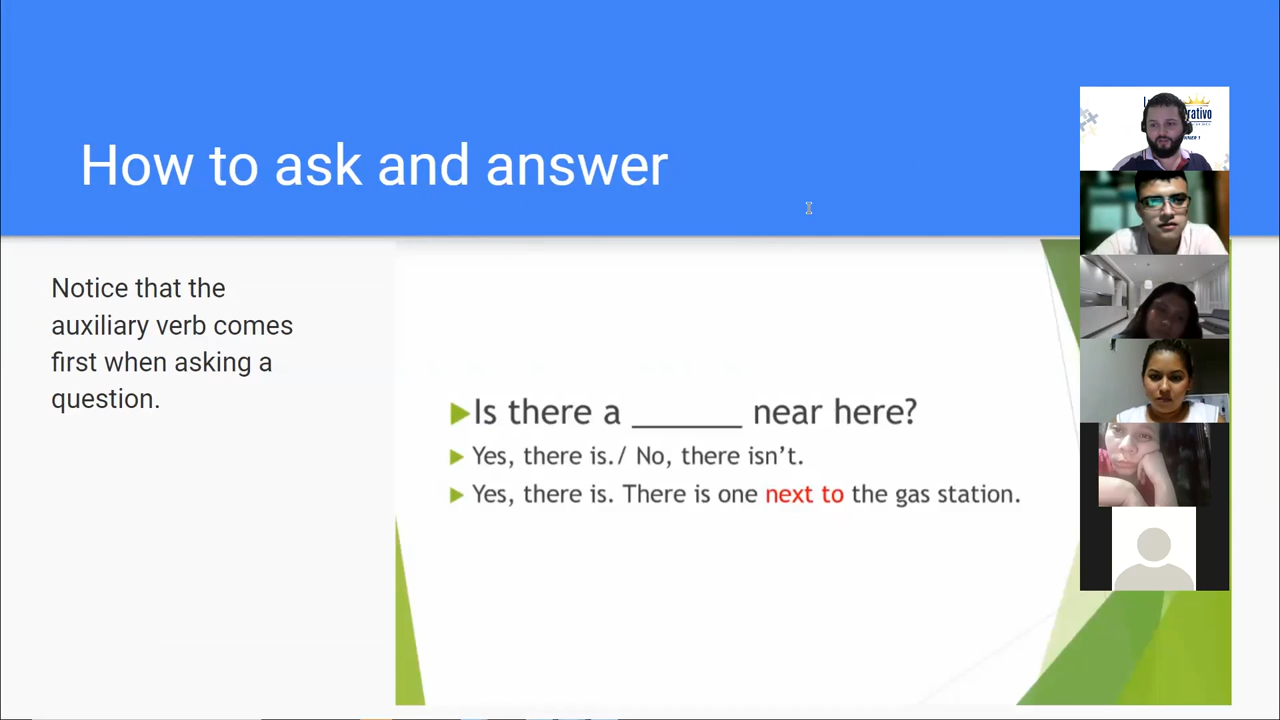 How to ask and answer
Notice that the
auxiliary verb comes
first when asking a
question.
Is there a ______ near here?
Yes, there is./ No, there isn't.
Yes, there is. There is one next to the gas station.